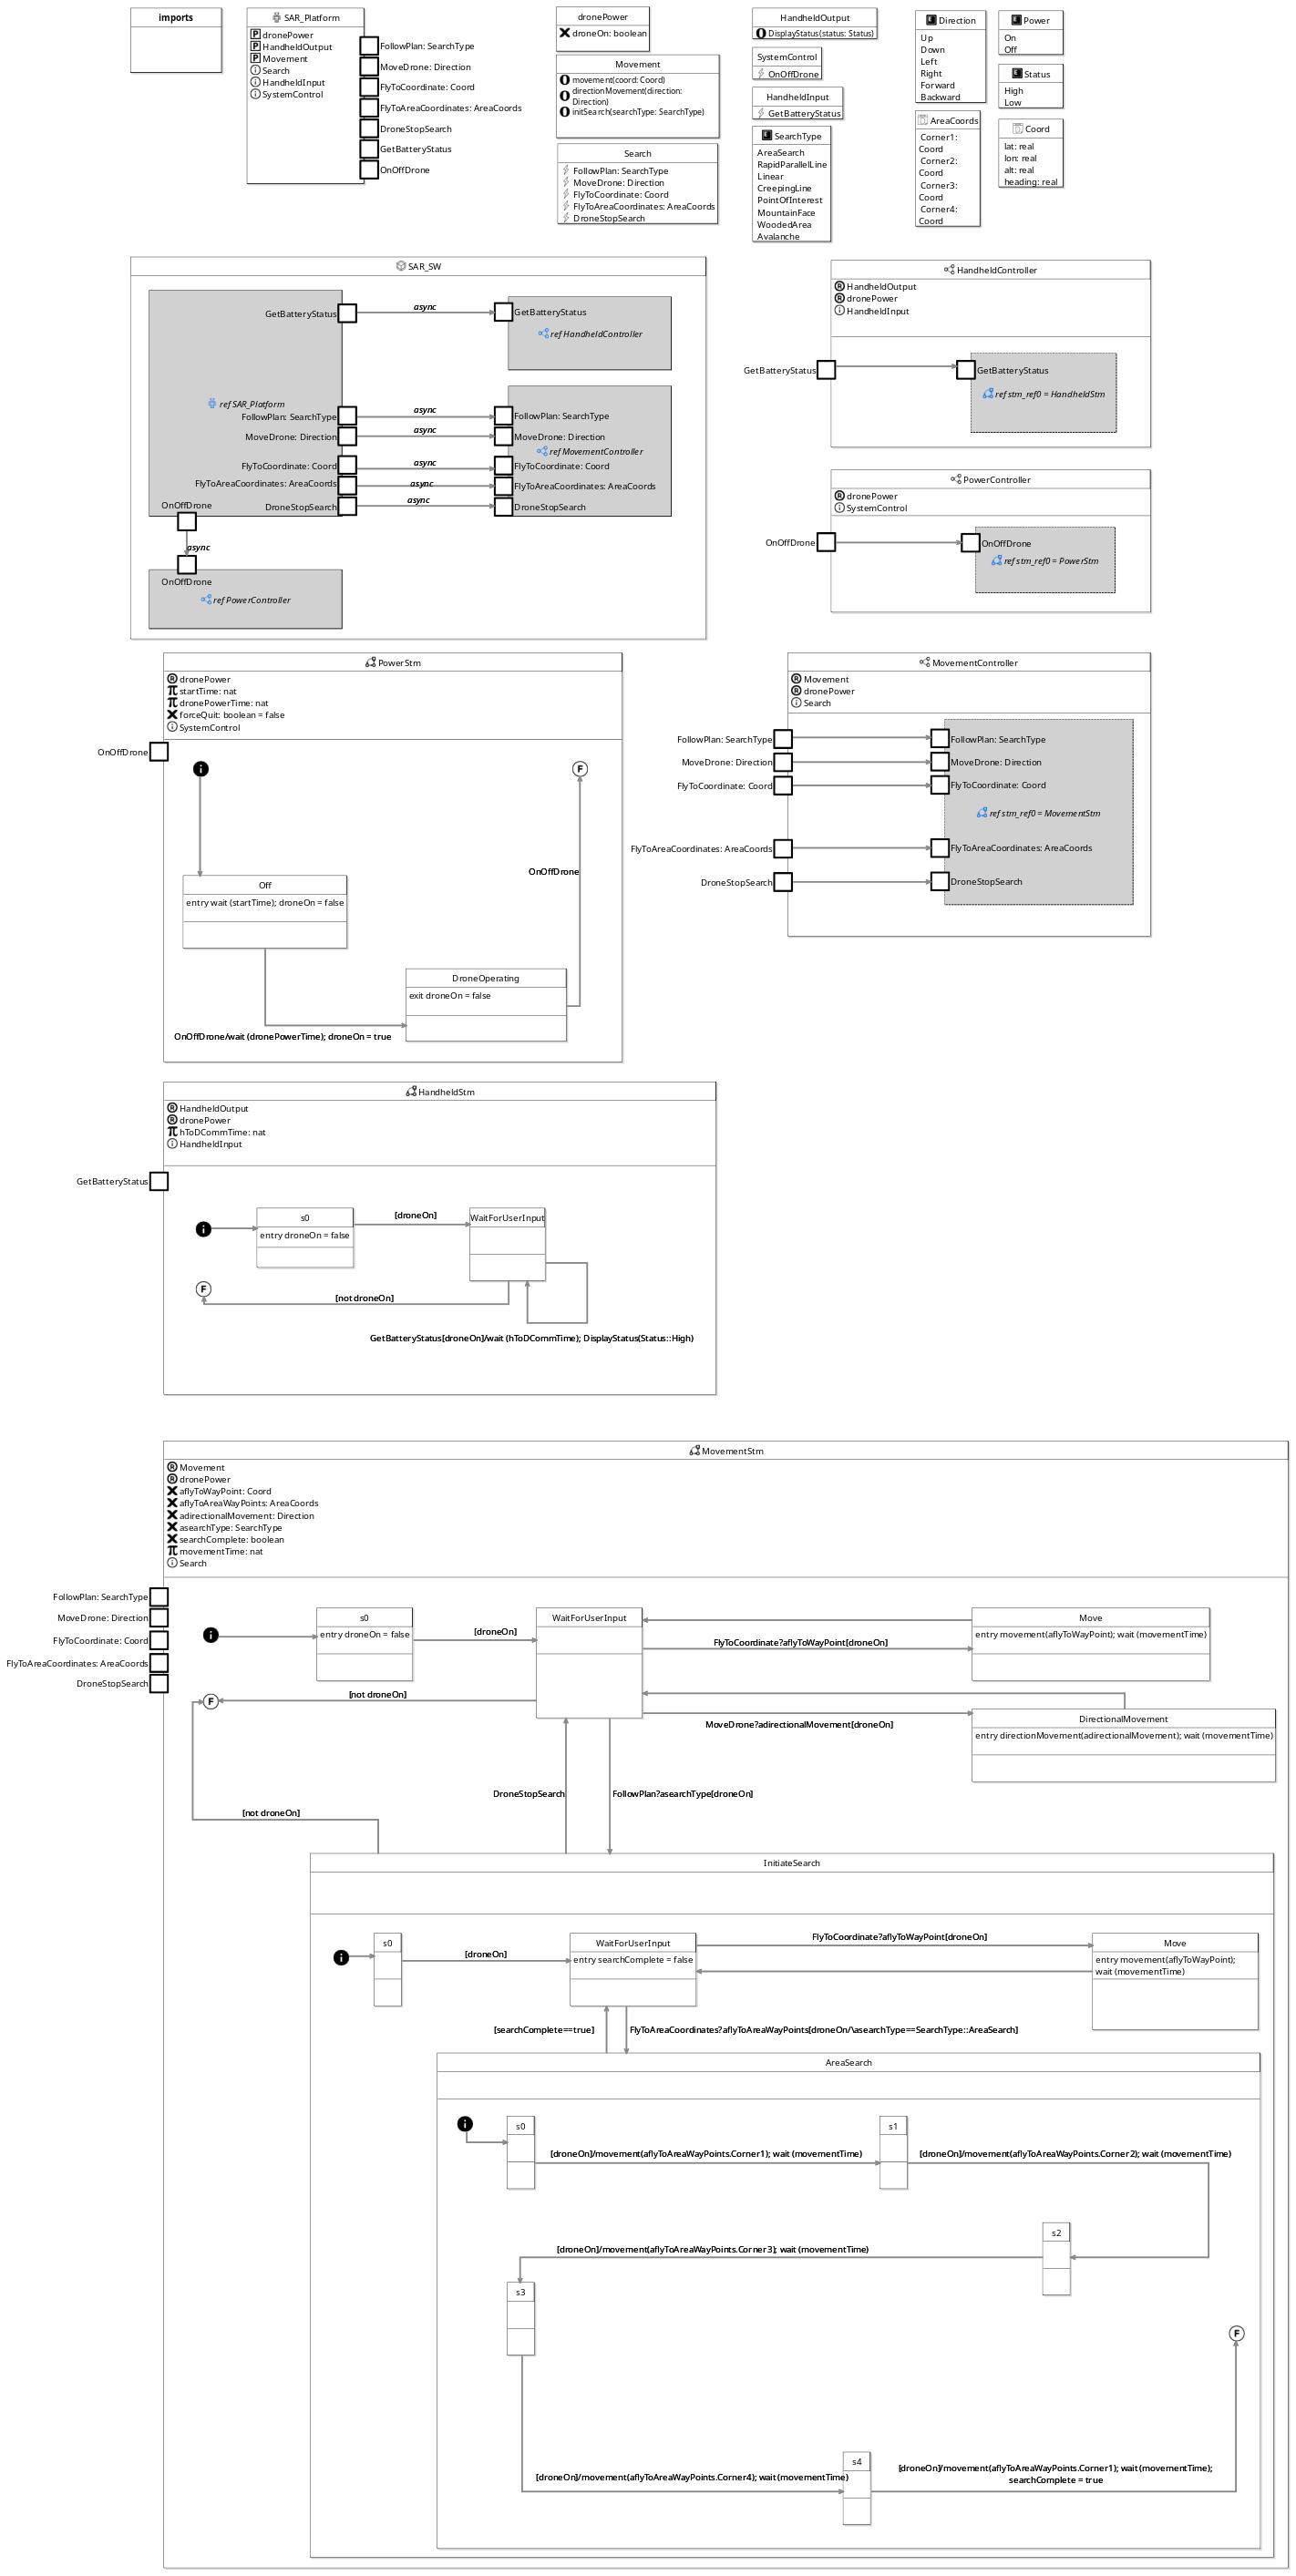 imports
SAR_Platform
dronePower
HandheldOutput
Movement
Search
HandheldInput
SystemControl
FollowPlan: SearchType
MoveDrone: Direction
FlyToCoordinate: Coord
FlyToAreaCoordinates: AreaCoords
DroneStopSearch
GetBatteryStatus
OnOffDrone
dronePower
droneOn: boolean
Movement
movement(coord: Coord)
directionMovement(direction:
Direction)
initSearch(searchType: SearchType)
Search
FollowPlan: SearchType
MoveDrone: Direction
FlyToCoordinate: Coord
FlyToAreaCoordinates: AreaCoords
DroneStopSearch
HandheldOutput
DisplayStatus(status: Status)
SystemControl
OnOffDrone
HandheldInput
GetBatteryStatus
SearchType
AreaSearch
RapidParallelLine
Linear
CreepingLine
PointOfInterest
MountainFace
WoodedArea
Avalanche
Direction
Up
Down
Left
Right
Forward
Backward
AreaCoords
Corner1:
Coord
Corner2:
Coord
Corner3:
Coord
Corner4:
Coord
Power
On
Off
Status
High
Low
Coord
lat: real
lon: real
alt: real
heading: real
SAR_SW
GetBatteryStatus
async
GetBatteryStatus
ref HandheldController
ref SAR_Platform
FollowPlan: SearchType
async
FollowPlan: SearchType
MoveDrone: Direction
async
MoveDrone: Direction
ref MovementController
FlyToCoordinate: Coord
async
FlyToCoordinate: Coord
FlyToAreaCoordinates: AreaCoords
async
FlyToAreaCoordinates: AreaCoords
DroneStopSearch
async
DroneStopSearch
OnOffDrone
async
OnOffDrone
ref PowerController
HandheldController
HandheldOutput
dronePower
HandheldInput
GetBatteryStatus
GetBatteryStatus
ref stm_ref0 = HandheldStm
PowerController
dronePower
SystemControl
OnOffDrone
OnOffDrone
ref stm_ref0 = PowerStm
PowerStm
dronePower
startTime: nat
dronePowerTime: nat
forceQuit: boolean = false
SystemControl
OnOffDrone
OnOffDrone
Off
entry wait (startTime); droneOn = false
DroneOperating
exit droneOn = false
OnOffDrone/wait (dronePowerTime); droneOn = true
MovementController
Movement
dronePower
Search
FollowPlan: SearchType
FollowPlan: SearchType
MoveDrone: Direction
MoveDrone: Direction
FlyToCoordinate: Coord
FlyToCoordinate: Coord
ref stm_ref0 = MovementStm
FlyToAreaCoordinates: AreaCoords
FlyToAreaCoordinates: AreaCoords
DroneStopSearch
DroneStopSearch
HandheldStm
HandheldOutput
dronePower
hToDCommTime: nat
HandheldInput
GetBatteryStatus
s0
entry droneOn = false
[droneOn]
WaitForUserInput
[not droneOn]
GetBatteryStatus[droneOn]/wait (hToDCommTime); DisplayStatus(Status::High)
MovementStm
Movement
dronePower
aflyToWayPoint: Coord
aflyToAreaWayPoints: AreaCoords
adirectionalMovement: Direction
asearchType: SearchType
searchComplete: boolean
movementTime: nat
Search
FollowPlan: SearchType
MoveDrone: Direction
FlyToCoordinate: Coord
FlyToAreaCoordinates: AreaCoords
DroneStopSearch
s0
entry droneOn = false
[droneOn]
WaitForUserInput
Move
entry movement(aflyToWayPoint); wait (movementTime)
FlyToCoordinate?aflyToWayPoint[droneOn]
[not droneOn]
MoveDrone?adirectionalMovement[droneOn]
DirectionalMovement
entry directionMovement(adirectionalMovement); wait (movementTime)
DroneStopSearch
FollowPlan?asearchType[droneOn]
[not droneOn]
InitiateSearch
s0
[droneOn]
WaitForUserInput
entry searchComplete = false
FlyToCoordinate?aflyToWayPoint[droneOn]
Move
entry movement(aflyToWayPoint);
wait (movementTime)
[searchComplete==true]
FlyToAreaCoordinates?aflyToAreaWayPoints[droneOn/\asearchType==SearchType::AreaSearch]
AreaSearch
s0
[droneOn]/movement(aflyToAreaWayPoints.Corner1); wait (movementTime)
s1
[droneOn]/movement(aflyToAreaWayPoints.Corner2); wait (movementTime)
s2
[droneOn]/movement(aflyToAreaWayPoints.Corner3); wait (movementTime)
s3
[droneOn]/movement(aflyToAreaWayPoints.Corner4); wait (movementTime)
s4
[droneOn]/movement(aflyToAreaWayPoints.Corner1); wait (movementTime);
searchComplete = true